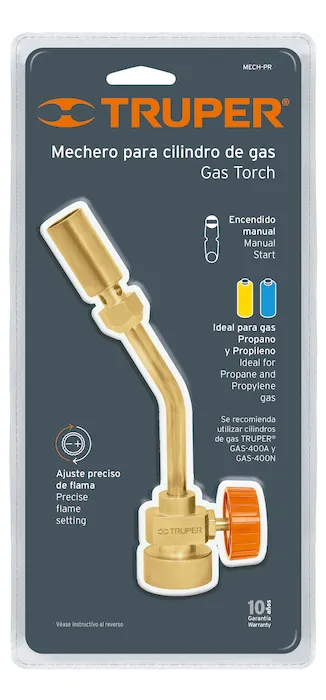 MECH-PR
TRUPER®
Mechero para cilindro de gas
Gas Torch
Encendido
manual
Manual
Start
Ideal para gas
Propano
y Propileno
Ideal for
Propane and
Propylene
gas
Se recomienda
utilizar cilindros
de gas TRUPER®
GAS-400A y
GAS-400N
Ajuste preciso
de flama
Precise
flame
setting
TRUPER
10 años
Garantía
Warranty
Véase instructivo al reverso